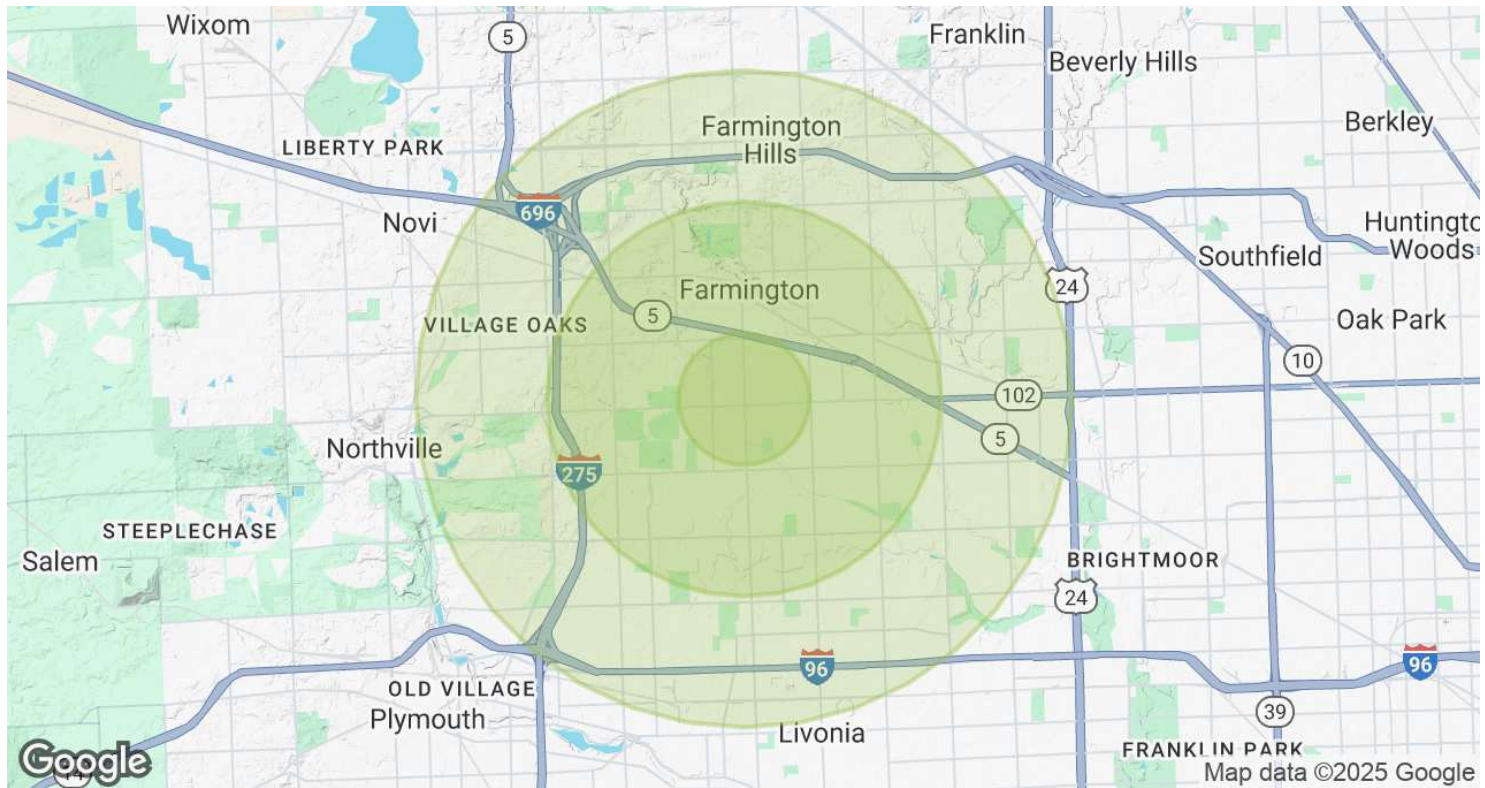 Wixom
5
Franklin
Beverly Hills
Berkley
Farmington
Hills
LIBERTY PARK
696
Novi
Huntingto
Woods
Southfield
24
Farmington
5
VILLAGE OAKS
Oak Park
10
102
5
Northville
275
STEEPLECHASE
Salem
BRIGHTMOOR
24
96
96
OLD VILLAGE
Plymouth
39
Livonia
FRANKLIN PARK
Google
14
Map data ©2025 Google